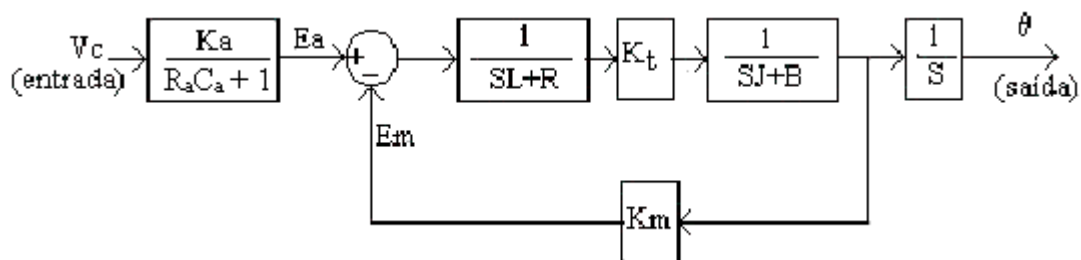 Vc
(entrada)
Ka
RaCa + 1
Ea
+
−
1
SL+R
Kt
1
SJ+B
1
S
θ
(saída)
Em
Km